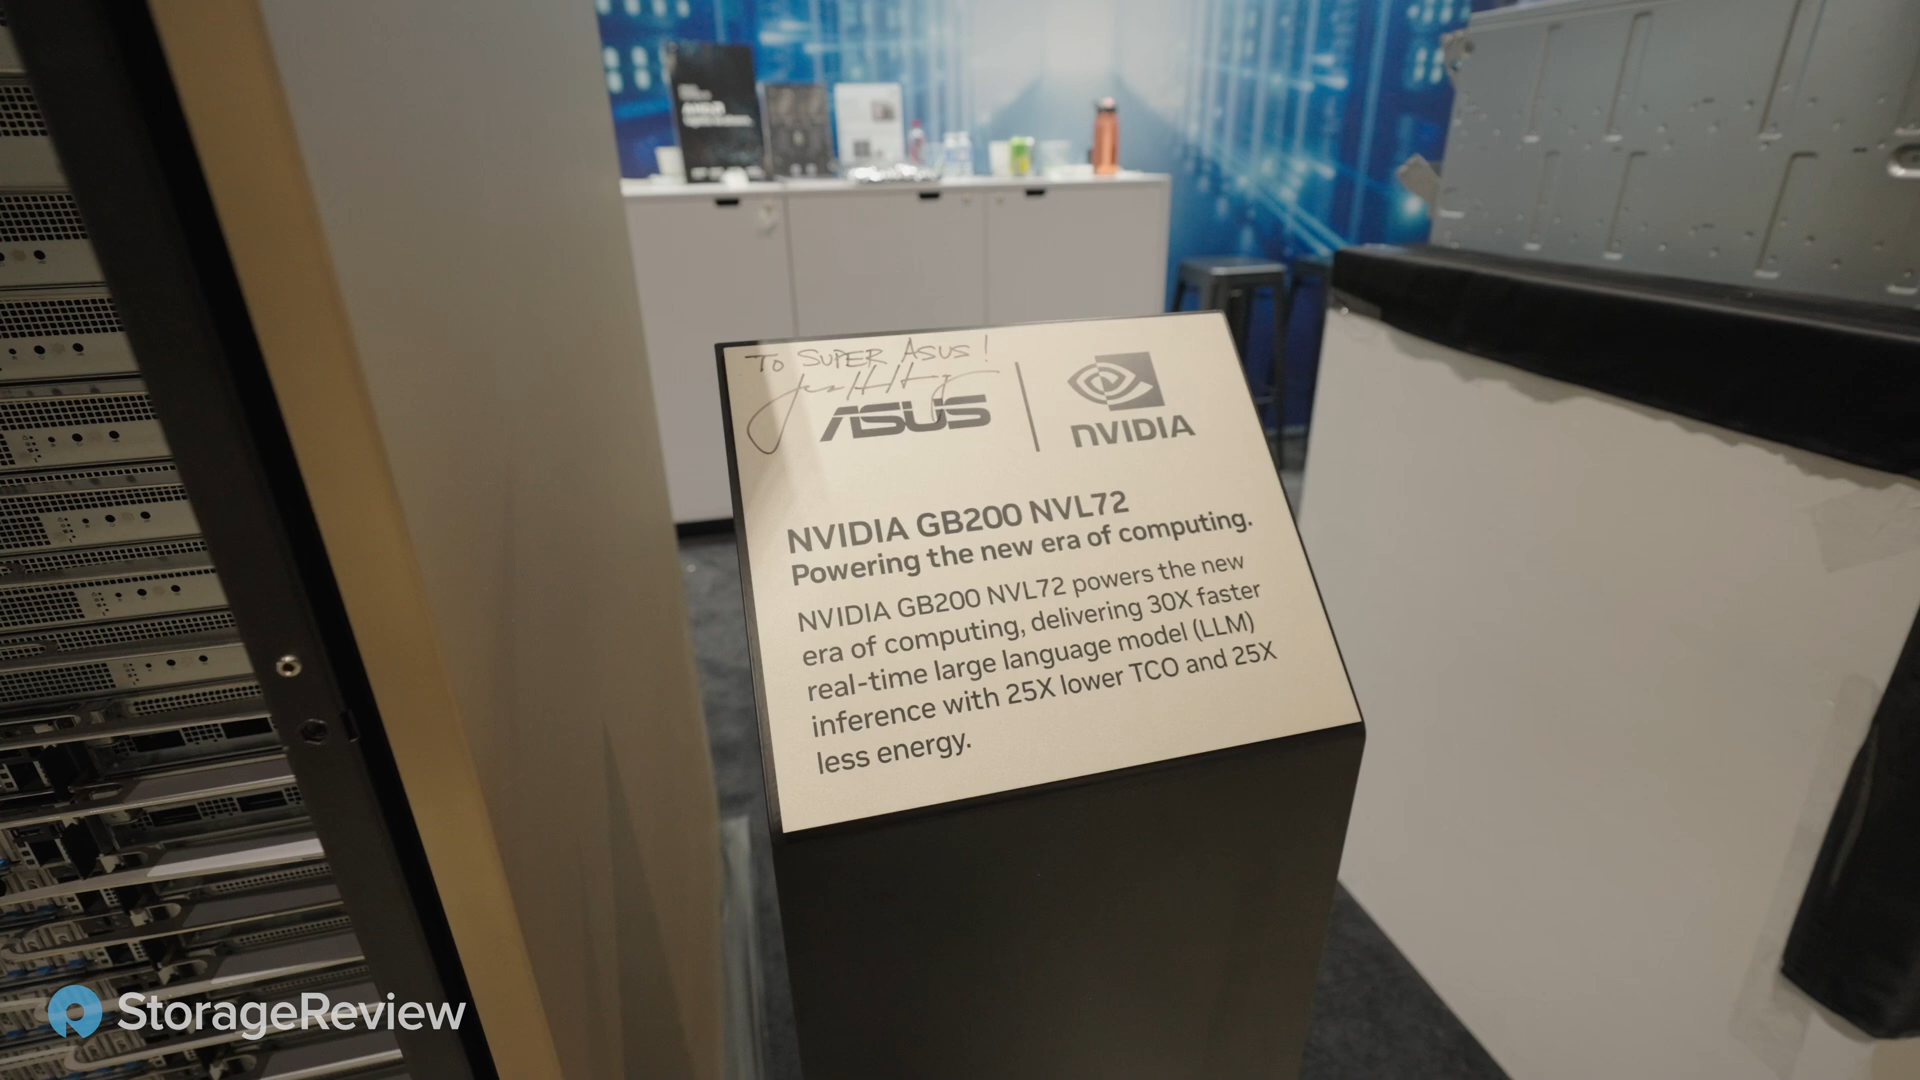 TO SUPER ASUS!
ASUS
NVIDIA
NVIDIA GB200 NVL72
Powering the new era of computing.
NVIDIA GB200 NVL72 powers the new
era of computing, delivering 30X faster
real-time large language model (LLM)
inference with 25X lower TCO and 25X
less energy.
StorageReview